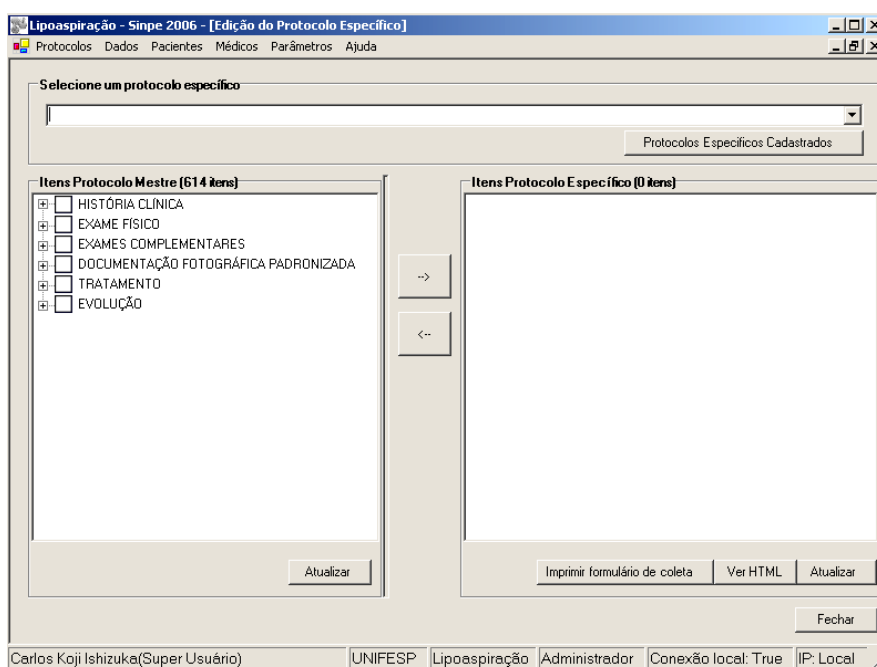 Lipoaspiração - Sinpe 2006 - [Edição do Protocolo Específico]
Protocolos Dados Pacientes Médicos Parâmetros Ajuda
Selecione um protocolo específico
Protocolos Especificos Cadastrados
Itens Protocolo Mestre (614 itens)
HISTÓRIA CLÍNICA
EXAME FÍSICO
EXAMES COMPLEMENTARES
DOCUMENTAÇÃO FOTOGRÁFICA PADRONIZADA
TRATAMENTO
EVOLUÇÃO
Atualizar
-->
<--
Itens Protocolo Específico (0 itens)
Imprimir formulário de coleta Ver HTML Atualizar
Fechar
Carlos Koji Ishizuka(Super Usuário) UNIFESP Lipoaspiração Administrador Conexão local: True IP: Local